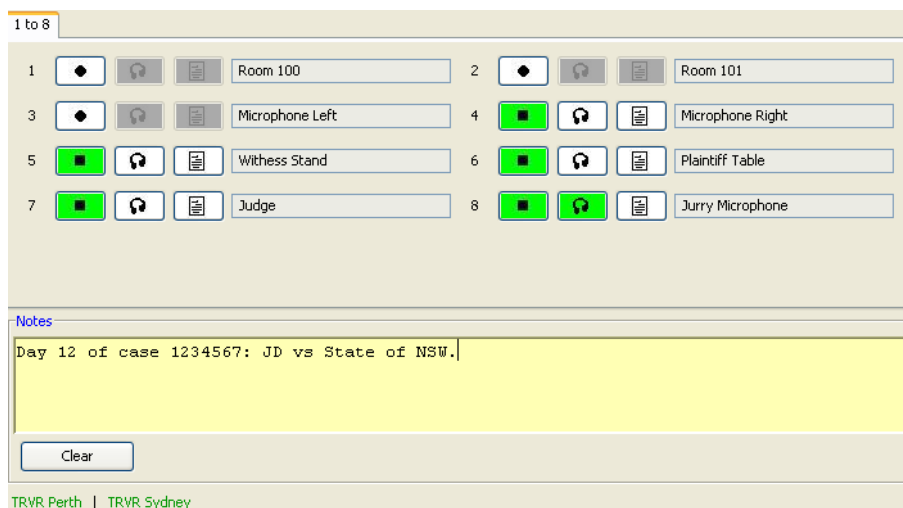 1 to 8
1 Room 100 2 Room 101
3 Microphone Left 4 Microphone Right
5 Withess Stand 6 Plaintiff Table
7 Judge 8 Jurry Microphone
Notes
Day 12 of case 1234567: JD vs State of NSW.
Clear
TRVR Perth | TRVR Sydney